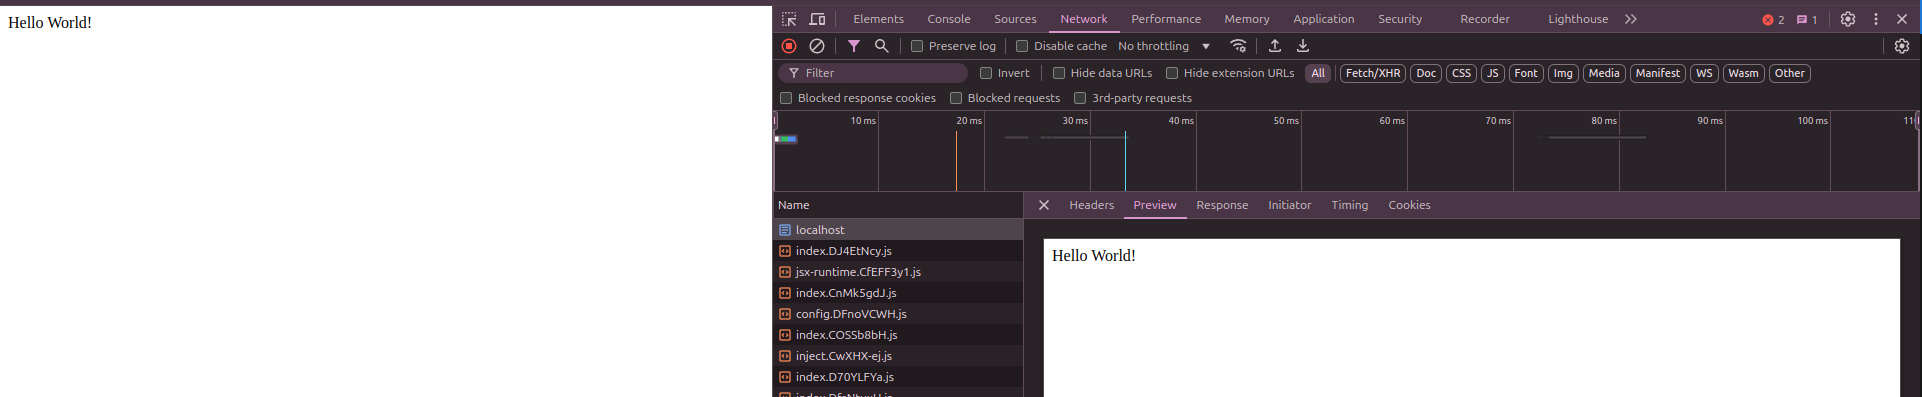 Hello World!
Elements Console Sources Network Performance Memory Application Security Recorder Lighthouse 2 1
Preserve log Disable cache No throttling
Filter Invert Hide data URLs Hide extension URLs All Fetch/XHR Doc CSS JS Font Img Media Manifest WS Wasm Other
Blocked response cookies Blocked requests 3rd-party requests
10 ms 20 ms 30 ms 40 ms 50 ms 60 ms 70 ms 80 ms 90 ms 100 ms
Name Headers Preview Response Initiator Timing Cookies
localhost
Hello World!
index.DJ4EtNcy.js
jsx-runtime.CfEFF3y1.js
index.CnMk5gdJ.js
config.DFnoVCWH.js
index.COSSb8bH.js
inject.CwXHX-ej.js
index.D70YLFYa.js